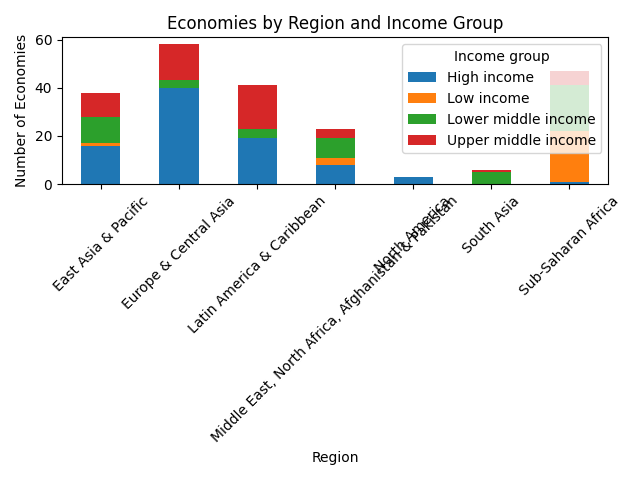 Economies by Region and Income Group
Number of Economies
60
40
20
0
Income group
High income
Low income
Lower middle income
Upper middle income
East Asia & Pacific
Europe & Central Asia
Latin America & Caribbean
Middle East, North Africa, Afghanistan & Pakistan
North America
South Asia
Sub-Saharan Africa
Region